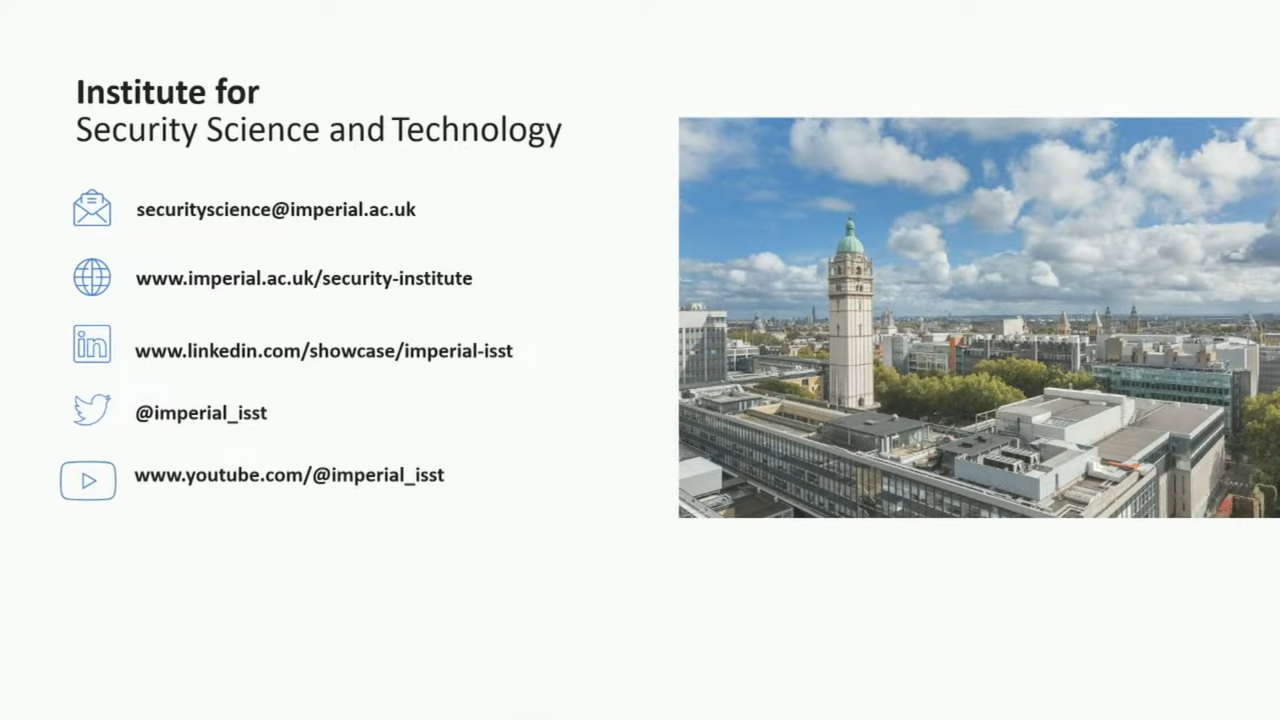 Institute for
Security Science and Technology
securityscience@imperial.ac.uk
www.imperial.ac.uk/security-institute
www.linkedin.com/showcase/imperial-isst
@imperial_isst
www.youtube.com/@imperial_isst